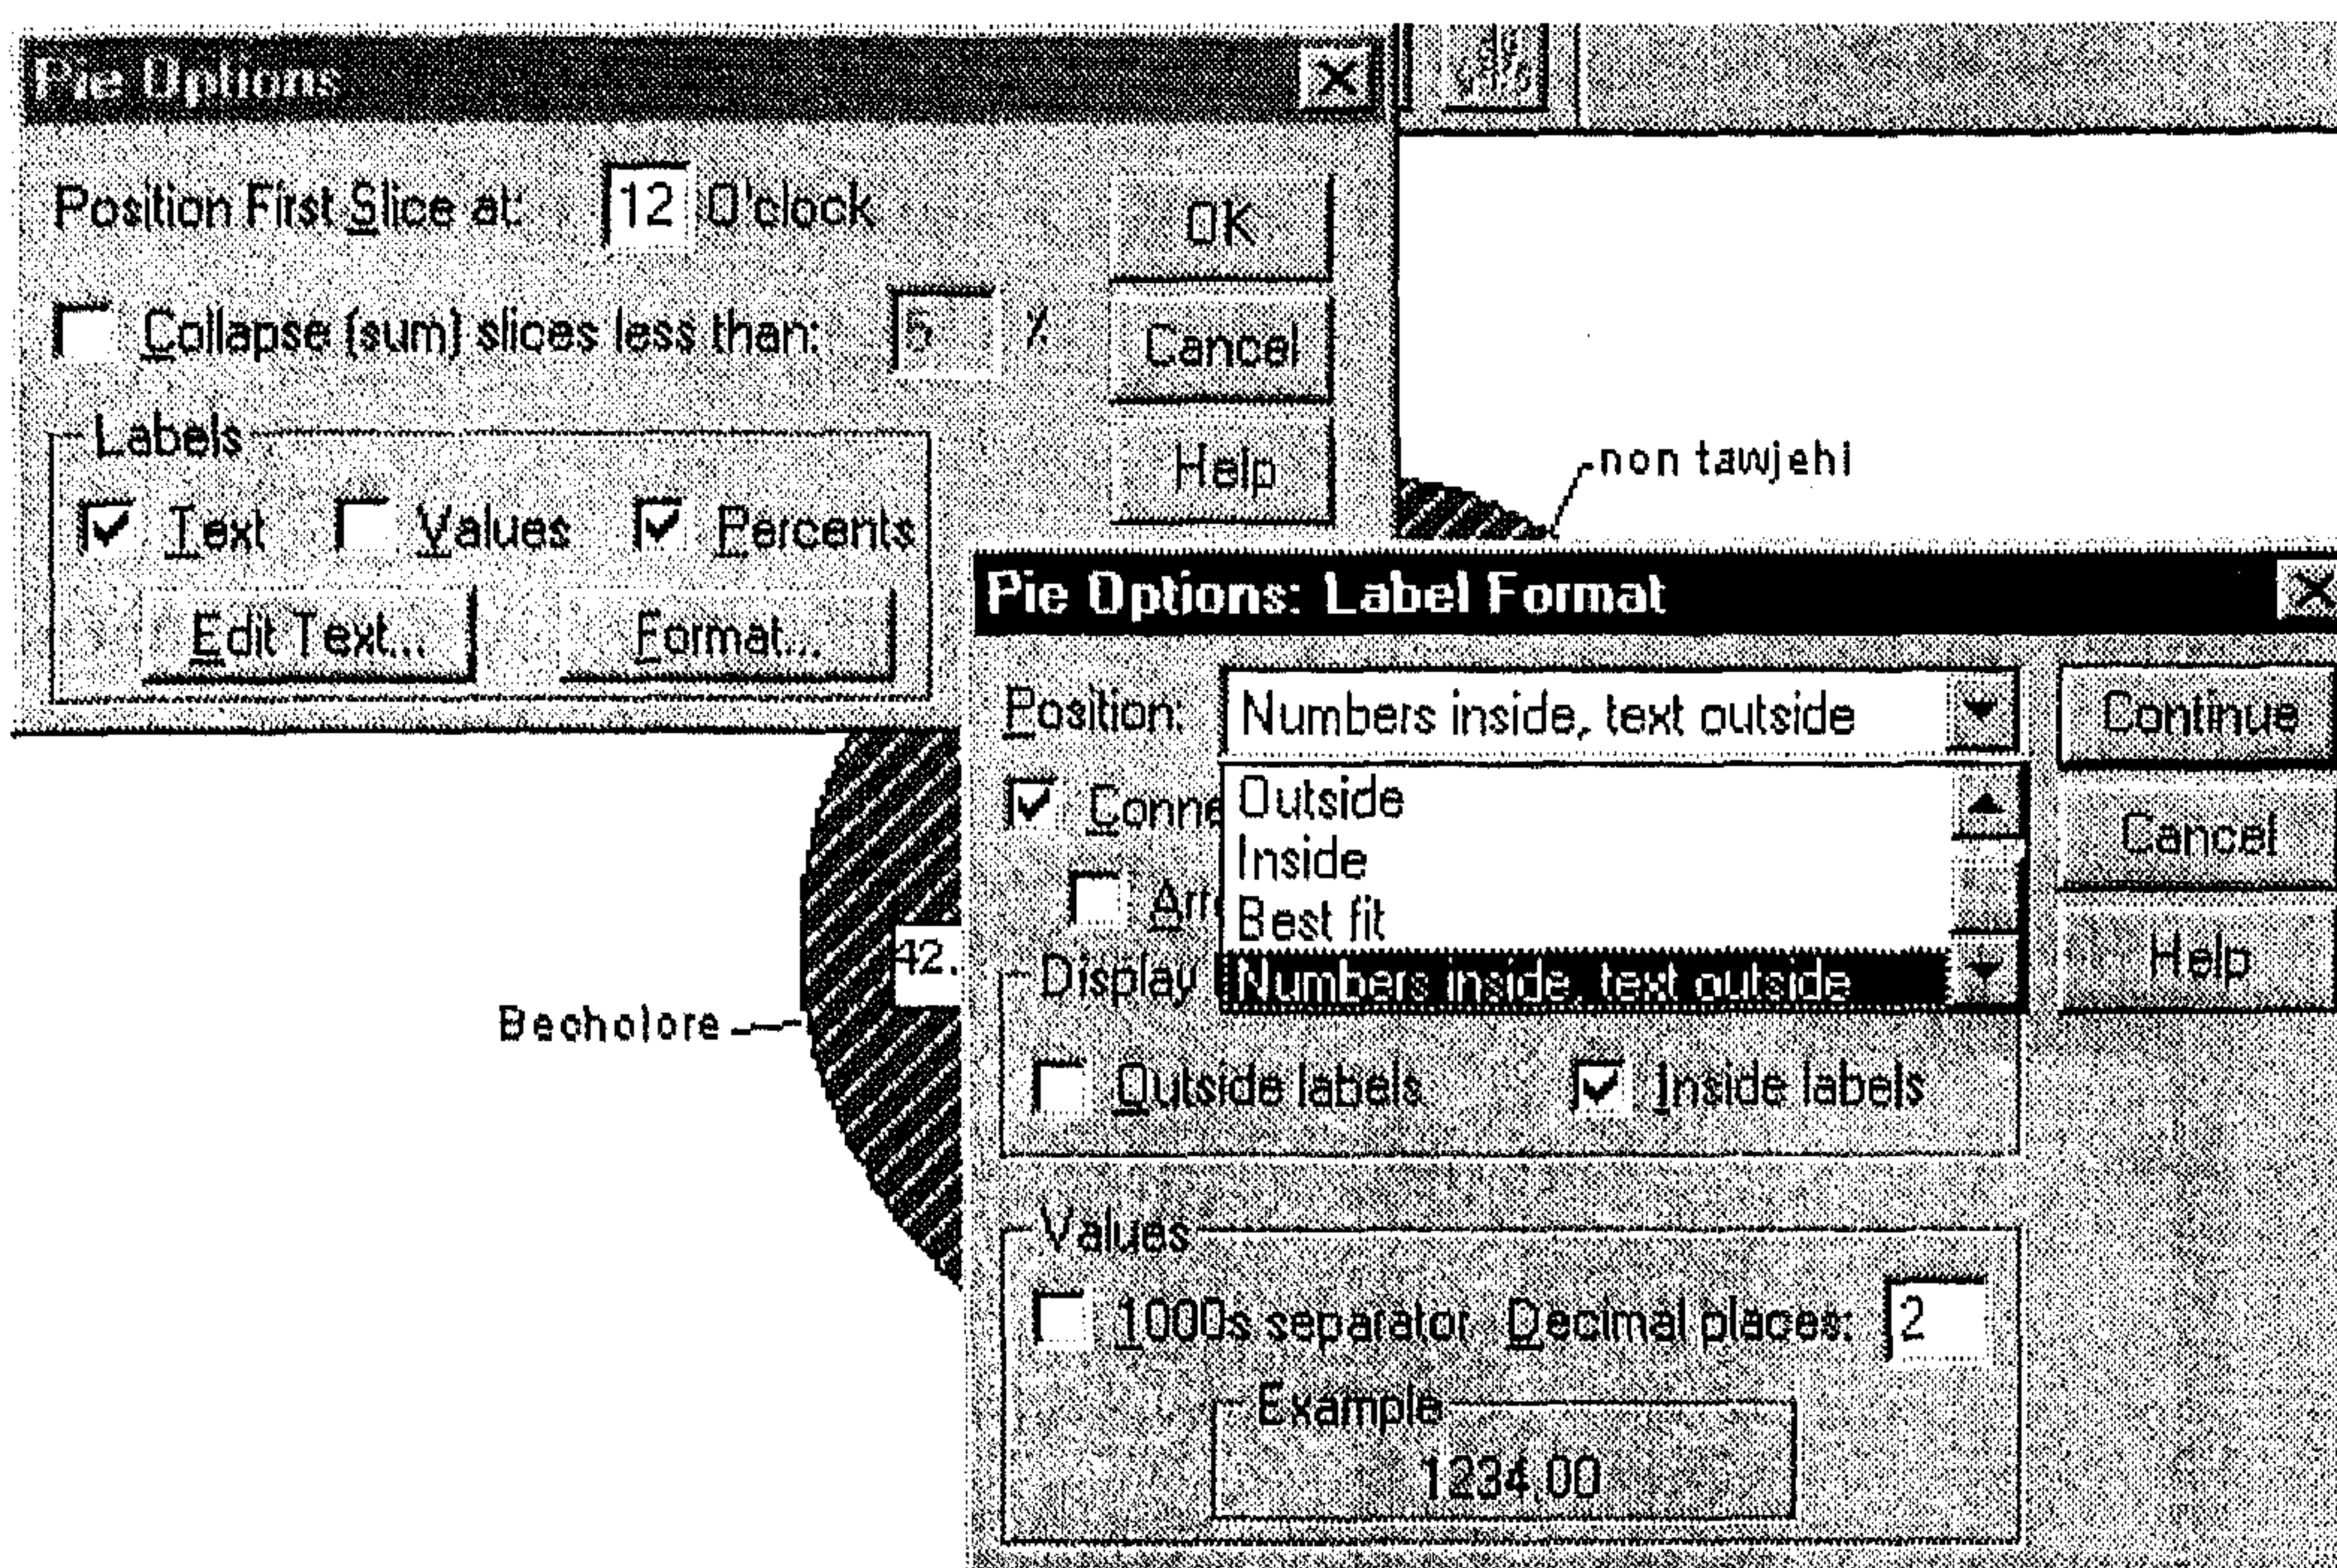 Pie Options
Position First Slice at: 12 O'clock
OK
Collapse (sum) slices less than: 5 %
Cancel
Labels
Help
Text Values Percents
Edit Text... Format...
non tawjehi
Pie Options: Label Format
Position: Numbers inside, text outside
Continue
Conne
Outside
Cancel
Inside
Arr
Best fit
Help
42.
Display
Numbers inside, text outside
Becholore
Outside labels Inside labels
Values
1000s separator Decimal places: 2
Example
1234.00